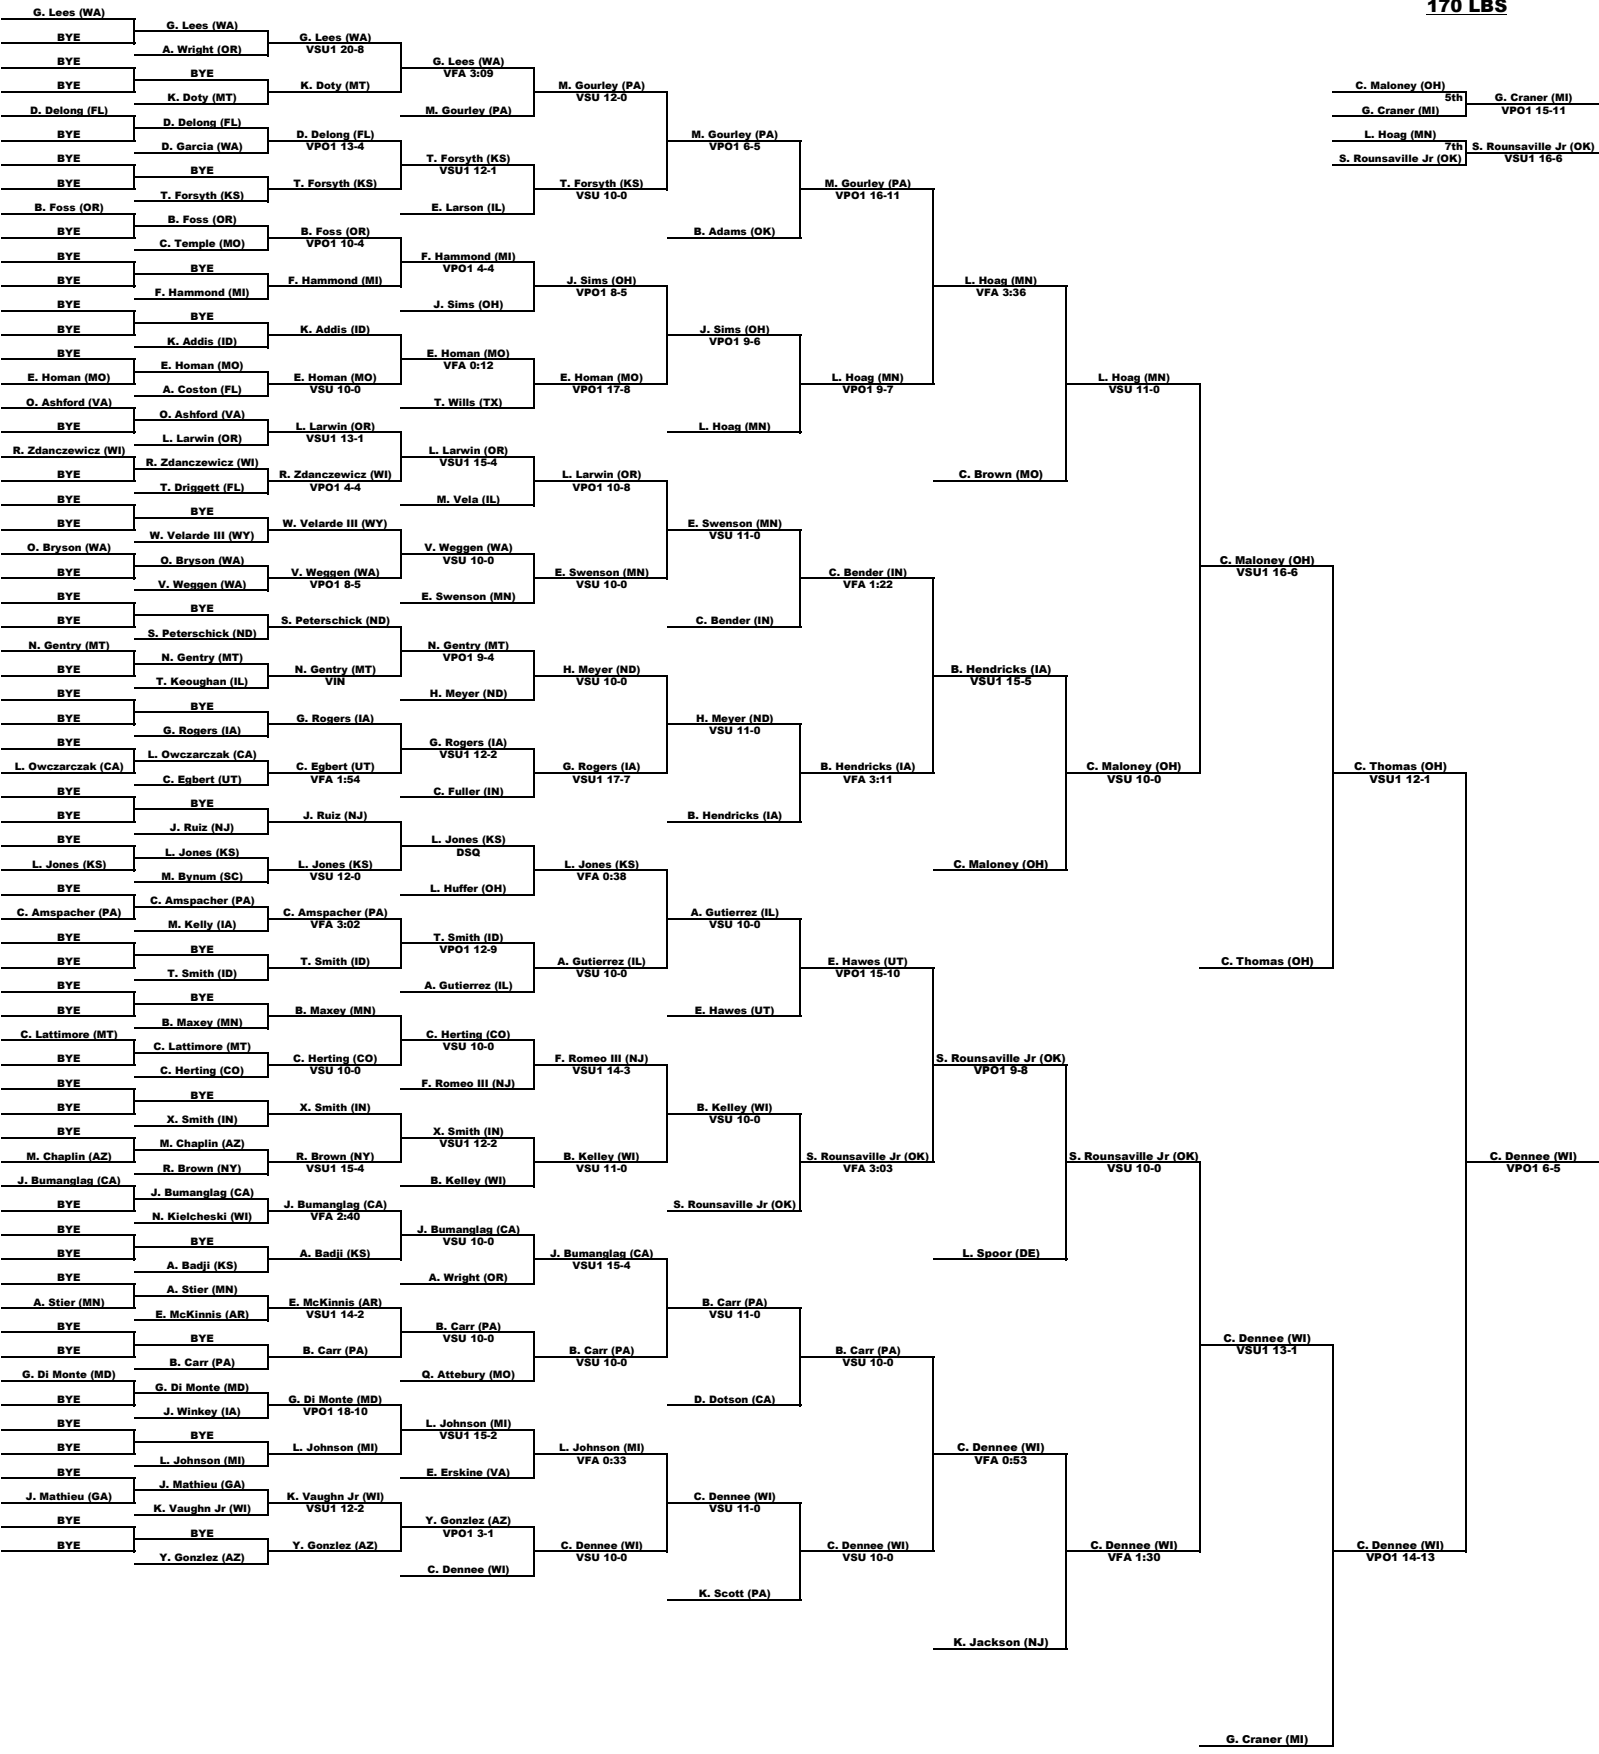 170 LBS
C. Maloney (OH)
5th
G. Craner (MI)
G. Craner (MI)
VPO1 15-11
L. Hoag (MN)
7th
S. Rounsaville Jr (OK)
S. Rounsaville Jr (OK)
VSU1 16-6
G. Lees (WA)
BYE
BYE
BYE
D. Delong (FL)
BYE
BYE
BYE
B. Foss (OR)
BYE
BYE
BYE
BYE
BYE
BYE
E. Homan (MO)
O. Ashford (VA)
BYE
R. Zdanczewicz (WI)
BYE
BYE
BYE
O. Bryson (WA)
BYE
BYE
BYE
N. Gentry (MT)
BYE
BYE
BYE
BYE
L. Owczarczak (CA)
BYE
BYE
BYE
L. Jones (KS)
BYE
C. Amspacher (PA)
BYE
BYE
BYE
BYE
C. Lattimore (MT)
BYE
BYE
BYE
BYE
M. Chaplin (AZ)
J. Bumanglag (CA)
BYE
BYE
BYE
BYE
A. Stier (MN)
BYE
BYE
G. Di Monte (MD)
BYE
BYE
BYE
BYE
J. Mathieu (GA)
BYE
BYE
G. Lees (WA)
A. Wright (OR)
BYE
K. Doty (MT)
D. Delong (FL)
D. Garcia (WA)
BYE
T. Forsyth (KS)
B. Foss (OR)
C. Temple (MO)
BYE
F. Hammond (MI)
BYE
K. Addis (ID)
E. Homan (MO)
A. Coston (FL)
O. Ashford (VA)
L. Larwin (OR)
R. Zdanczewicz (WI)
T. Driggett (FL)
BYE
W. Velarde III (WY)
O. Bryson (WA)
V. Weggen (WA)
BYE
S. Peterschick (ND)
N. Gentry (MT)
T. Keoughan (IL)
BYE
G. Rogers (IA)
L. Owczarczak (CA)
C. Egbert (UT)
BYE
J. Ruiz (NJ)
L. Jones (KS)
M. Bynum (SC)
C. Amspacher (PA)
M. Kelly (IA)
BYE
T. Smith (ID)
BYE
B. Maxey (MN)
C. Lattimore (MT)
C. Herting (CO)
BYE
X. Smith (IN)
M. Chaplin (AZ)
R. Brown (NY)
J. Bumanglag (CA)
N. Kielcheski (WI)
BYE
A. Badji (KS)
A. Stier (MN)
E. McKinnis (AR)
BYE
B. Carr (PA)
G. Di Monte (MD)
J. Winkey (IA)
BYE
L. Johnson (MI)
J. Mathieu (GA)
K. Vaughn Jr (WI)
BYE
Y. Gonzlez (AZ)
G. Lees (WA)
VSU1 20-8
K. Doty (MT)
D. Delong (FL)
VPO1 13-4
T. Forsyth (KS)
B. Foss (OR)
VPO1 10-4
F. Hammond (MI)
K. Addis (ID)
E. Homan (MO)
VSU 10-0
L. Larwin (OR)
VSU1 13-1
R. Zdanczewicz (WI)
VPO1 4-4
W. Velarde III (WY)
V. Weggen (WA)
VPO1 8-5
S. Peterschick (ND)
N. Gentry (MT)
VIN
G. Rogers (IA)
C. Egbert (UT)
VFA 1:54
J. Ruiz (NJ)
L. Jones (KS)
VSU 12-0
C. Amspacher (PA)
VFA 3:02
T. Smith (ID)
B. Maxey (MN)
C. Herting (CO)
VSU 10-0
X. Smith (IN)
R. Brown (NY)
VSU1 15-4
J. Bumanglag (CA)
VFA 2:40
A. Badji (KS)
E. McKinnis (AR)
VSU1 14-2
B. Carr (PA)
G. Di Monte (MD)
VPO1 18-10
L. Johnson (MI)
K. Vaughn Jr (WI)
VSU1 12-2
Y. Gonzlez (AZ)
G. Lees (WA)
VFA 3:09
M. Gourley (PA)
T. Forsyth (KS)
VSU1 12-1
E. Larson (IL)
F. Hammond (MI)
VPO1 4-4
J. Sims (OH)
E. Homan (MO)
VFA 0:12
T. Wills (TX)
L. Larwin (OR)
VSU1 15-4
M. Vela (IL)
V. Weggen (WA)
VSU 10-0
E. Swenson (MN)
N. Gentry (MT)
VPO1 9-4
H. Meyer (ND)
G. Rogers (IA)
VSU1 12-2
C. Fuller (IN)
L. Jones (KS)
DSQ
L. Huffer (OH)
T. Smith (ID)
VPO1 12-9
A. Gutierrez (IL)
C. Herting (CO)
VSU 10-0
F. Romeo III (NJ)
X. Smith (IN)
VSU1 12-2
B. Kelley (WI)
J. Bumanglag (CA)
VSU 10-0
A. Wright (OR)
B. Carr (PA)
VSU 10-0
Q. Attebury (MO)
L. Johnson (MI)
VSU1 15-2
E. Erskine (VA)
Y. Gonzlez (AZ)
VPO1 3-1
C. Dennee (WI)
M. Gourley (PA)
VSU 12-0
T. Forsyth (KS)
VSU 10-0
J. Sims (OH)
VPO1 8-5
E. Homan (MO)
VPO1 17-8
L. Larwin (OR)
VPO1 10-8
E. Swenson (MN)
VSU 10-0
H. Meyer (ND)
VSU 10-0
G. Rogers (IA)
VSU1 17-7
L. Jones (KS)
VFA 0:38
A. Gutierrez (IL)
VSU 10-0
F. Romeo III (NJ)
VSU1 14-3
B. Kelley (WI)
VSU 11-0
J. Bumanglag (CA)
VSU1 15-4
B. Carr (PA)
VSU 10-0
L. Johnson (MI)
VFA 0:33
C. Dennee (WI)
VSU 10-0
M. Gourley (PA)
VPO1 6-5
B. Adams (OK)
J. Sims (OH)
VPO1 9-6
L. Hoag (MN)
E. Swenson (MN)
VSU 11-0
C. Bender (IN)
H. Meyer (ND)
VSU 11-0
B. Hendricks (IA)
A. Gutierrez (IL)
VSU 10-0
E. Hawes (UT)
B. Kelley (WI)
VSU 10-0
S. Rounsaville Jr (OK)
B. Carr (PA)
VSU 11-0
D. Dotson (CA)
C. Dennee (WI)
VSU 11-0
K. Scott (PA)
M. Gourley (PA)
VPO1 16-11
L. Hoag (MN)
VPO1 9-7
C. Bender (IN)
VFA 1:22
B. Hendricks (IA)
VFA 3:11
E. Hawes (UT)
VPO1 15-10
S. Rounsaville Jr (OK)
VFA 3:03
B. Carr (PA)
VSU 10-0
C. Dennee (WI)
VSU 10-0
L. Hoag (MN)
VFA 3:36
C. Brown (MO)
B. Hendricks (IA)
VSU1 15-5
C. Maloney (OH)
S. Rounsaville Jr (OK)
VPO1 9-8
L. Spoor (DE)
C. Dennee (WI)
VFA 0:53
K. Jackson (NJ)
L. Hoag (MN)
VSU 11-0
C. Maloney (OH)
VSU 10-0
S. Rounsaville Jr (OK)
VSU 10-0
C. Dennee (WI)
VFA 1:30
C. Maloney (OH)
VSU1 16-6
C. Thomas (OH)
C. Dennee (WI)
VSU1 13-1
G. Craner (MI)
C. Thomas (OH)
VSU1 12-1
C. Dennee (WI)
VPO1 14-13
C. Dennee (WI)
VPO1 6-5